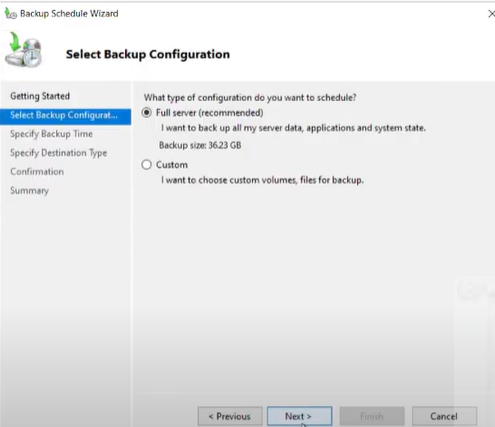 Backup Schedule Wizard
Select Backup Configuration
Getting Started
Select Backup Configurat...
Specify Backup Time
Specify Destination Type
Confirmation
Summary
What type of configuration do you want to schedule?
Full server (recommended)
I want to back up all my server data, applications and system state.
Backup size: 36.23 GB
Custom
I want to choose custom volumes, files for backup.
< Previous
Next >
Finish
Cancel